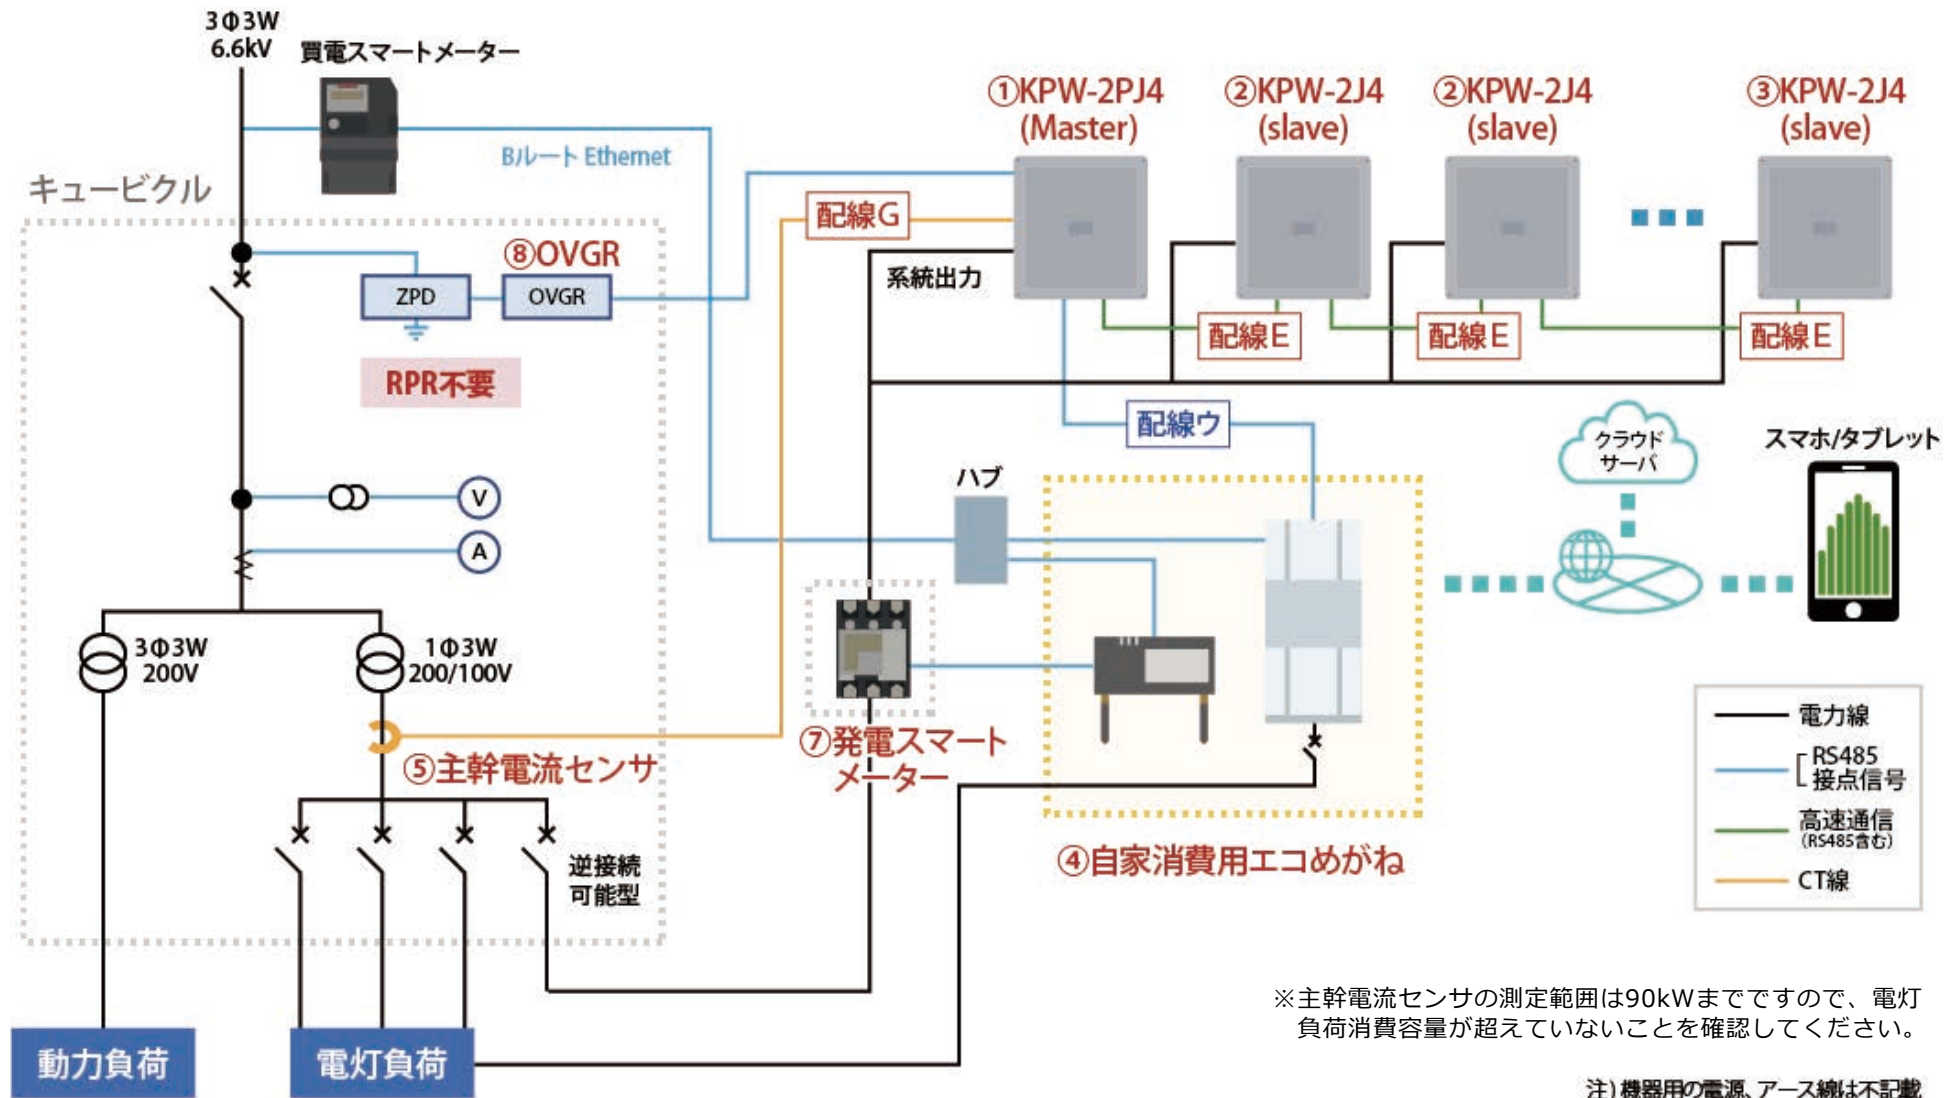 3Φ3W
6.6kV
買電スマートメーター
Bルート Ethernet
キュービクル
⑧OVGR
ZPD
OVGR
RPR不要
V
A
3Φ3W
200V
1Φ3W
200/100V
⑤主幹電流センサ
逆接続
可能型
動力負荷
電灯負荷
①KPW-2PJ4
(Master)
②KPW-2J4
(slave)
②KPW-2J4
(slave)
③KPW-2J4
(slave)
配線G
系統出力
配線E
配線E
配線E
配線ウ
ハブ
⑦発電スマート
メーター
④自家消費用エコめがね
クラウド
サーバ
スマホ/タブレット
電力線
RS485
接点信号
高速通信
(RS485含む)
CT線
※主幹電流センサの測定範囲は90kWまでですので、電灯
負荷消費容量が超えていないことを確認してください。
注）機器用の電源、アース線は不記載